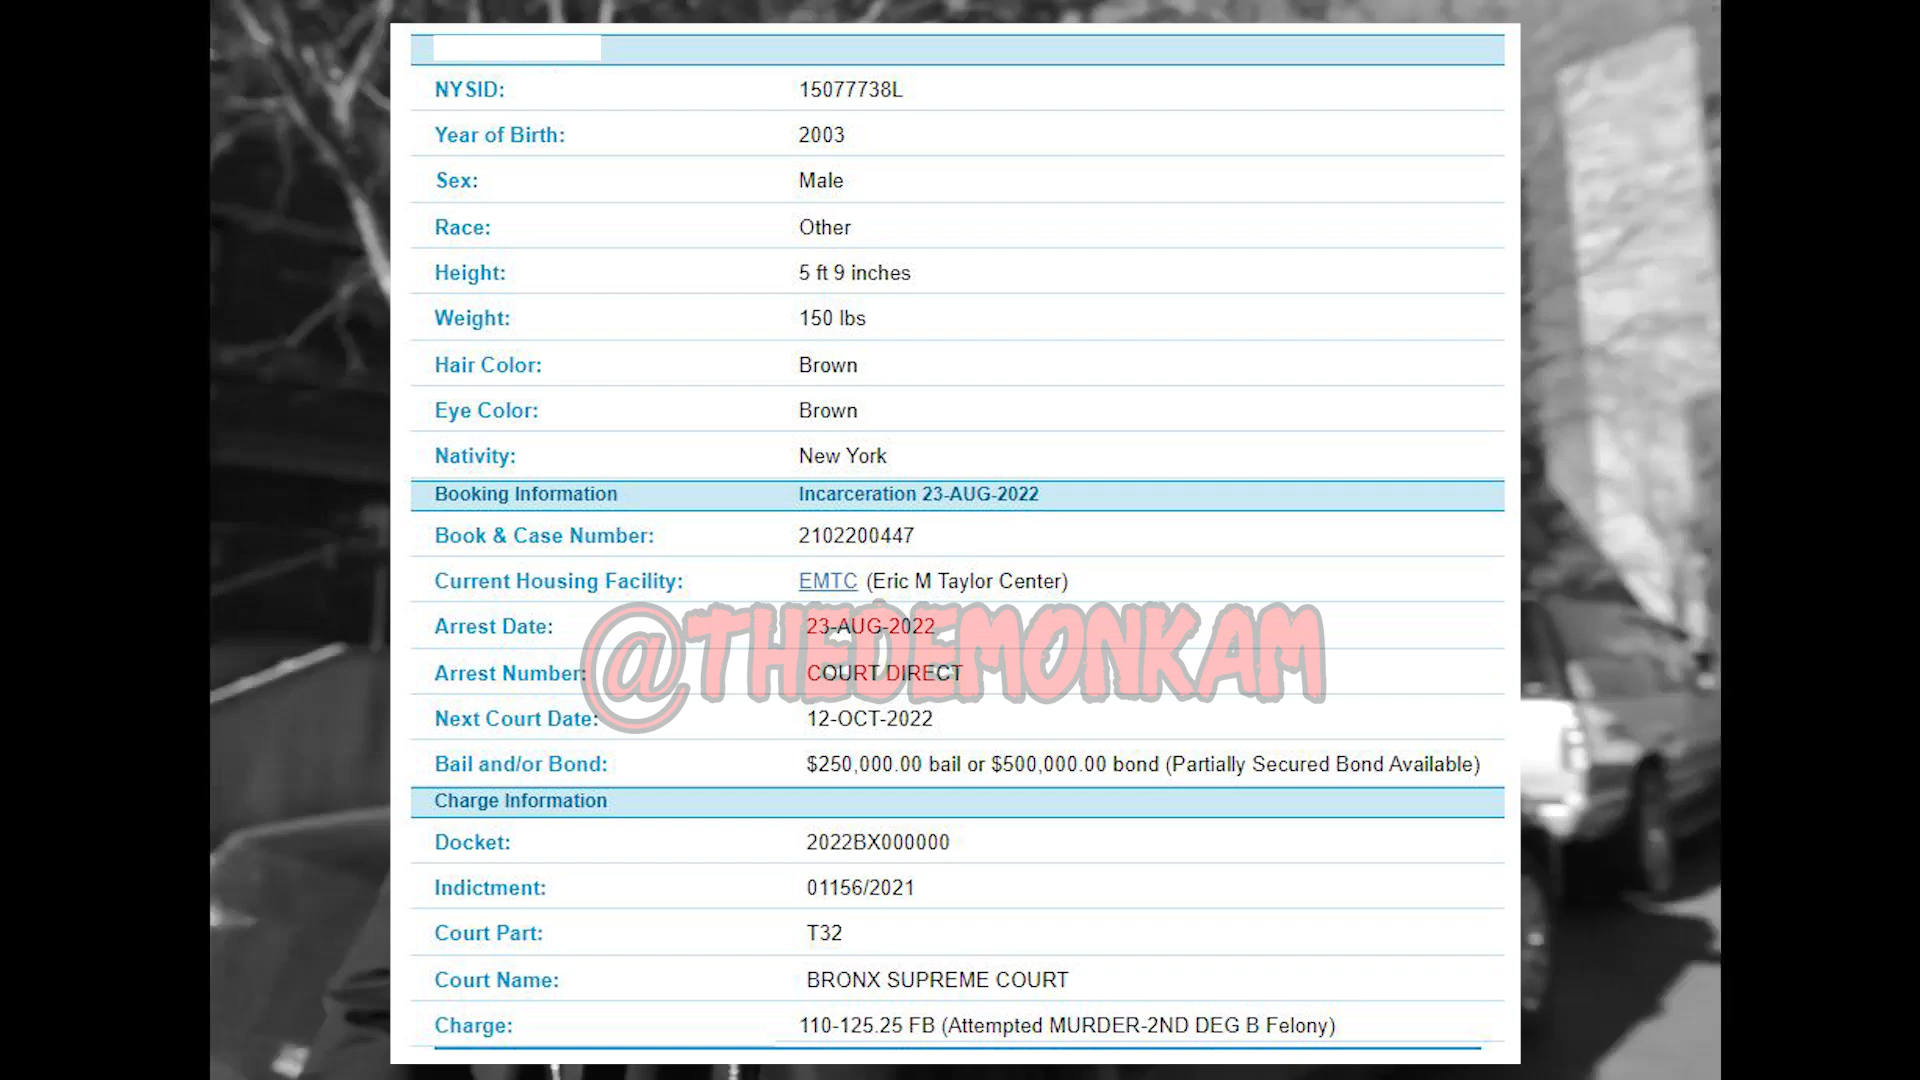 NYSID: 15077738L
Year of Birth: 2003
Sex: Male
Race: Other
Height: 5 ft 9 inches
Weight: 150 lbs
Hair Color: Brown
Eye Color: Brown
Nativity: New York
Booking Information Incarceration 23-AUG-2022
Book & Case Number: 2102200447
Current Housing Facility: EMTC (Eric M Taylor Center)
Arrest Date: 23-AUG-2022
@THEDEMONKAM
Arrest Number: COURT DIRECT
Next Court Date: 12-OCT-2022
Bail and/or Bond: $250,000.00 bail or $500,000.00 bond (Partially Secured Bond Available)
Charge Information
Docket: 2022BX000000
Indictment: 01156/2021
Court Part: T32
Court Name: BRONX SUPREME COURT
Charge: 110-125.25 FB (Attempted MURDER-2ND DEG B Felony)